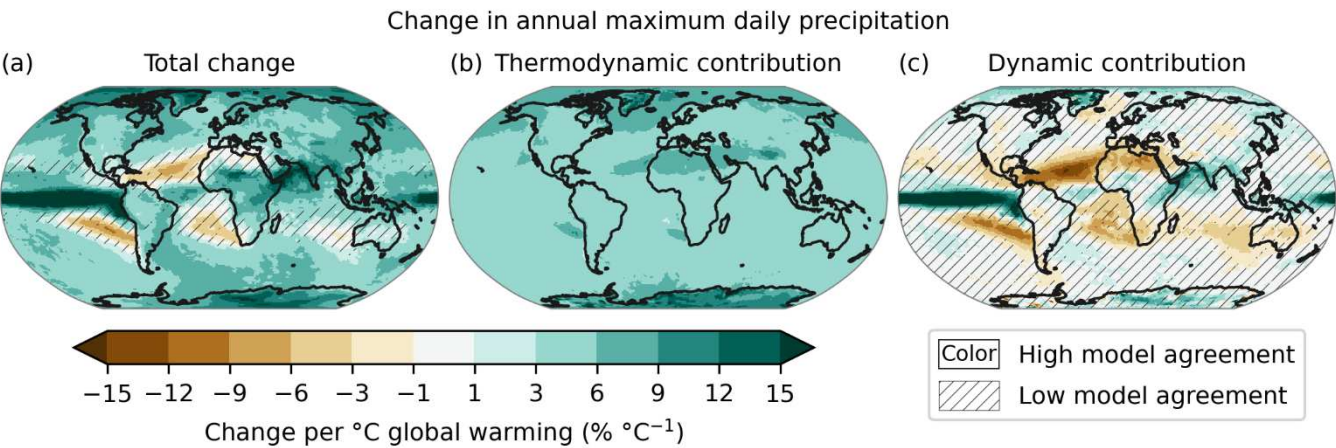 Change in annual maximum daily precipitation
(a) Total change
(b) Thermodynamic contribution
(c) Dynamic contribution
−15 −12 −9 −6 −3 −1 1 3 6 9 12 15
Change per °C global warming (% °C⁻¹)
Color High model agreement
Low model agreement